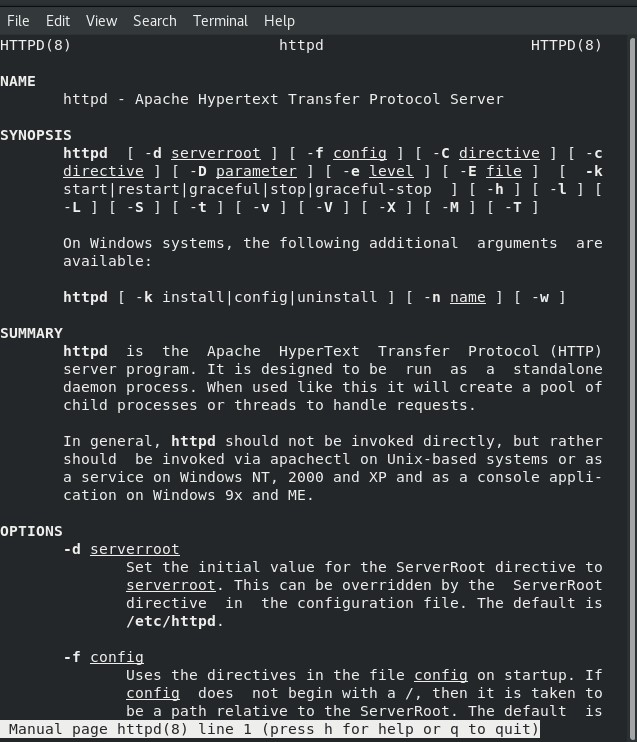 File Edit View Search Terminal Help
HTTPD(8) httpd HTTPD(8)
NAME
httpd - Apache Hypertext Transfer Protocol Server
SYNOPSIS
httpd [ -d serverroot ] [ -f config ] [ -C directive ] [ -c
directive ] [ -D parameter ] [ -e level ] [ -E file ] [ -k
start|restart|graceful|stop|graceful-stop ] [ -h ] [ -l ] [
-L ] [ -S ] [ -t ] [ -v ] [ -V ] [ -X ] [ -M ] [ -T ]
On Windows systems, the following additional arguments are
available:
httpd [ -k install|config|uninstall ] [ -n name ] [ -w ]
SUMMARY
httpd is the Apache HyperText Transfer Protocol (HTTP)
server program. It is designed to be run as a standalone
daemon process. When used like this it will create a pool of
child processes or threads to handle requests.
In general, httpd should not be invoked directly, but rather
should be invoked via apachectl on Unix-based systems or as
a service on Windows NT, 2000 and XP and as a console appli-
cation on Windows 9x and ME.
OPTIONS
-d serverroot
Set the initial value for the ServerRoot directive to
serverroot. This can be overridden by the ServerRoot
directive in the configuration file. The default is
/etc/httpd.
-f config
Uses the directives in the file config on startup. If
config does not begin with a /, then it is taken to
be a path relative to the ServerRoot. The default is
Manual page httpd(8) line 1 (press h for help or q to quit)